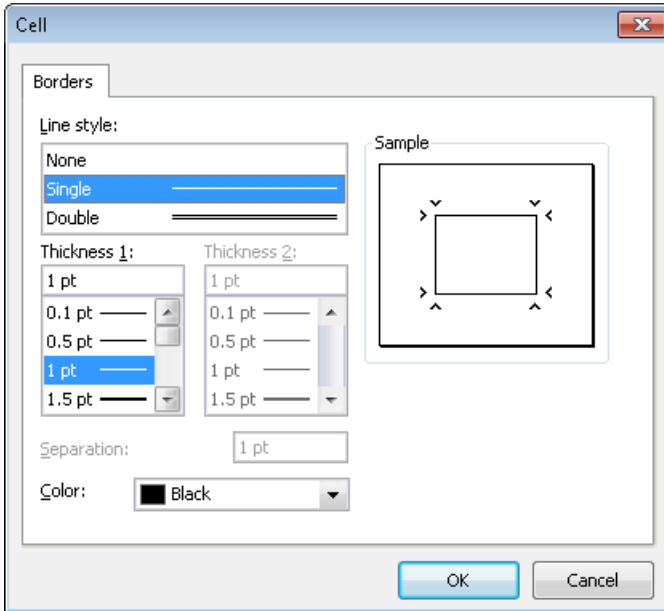 Cell
Borders
Line style:
Sample
None
Single
Double
Thickness 1:
Thickness 2:
1 pt
1 pt
0.1 pt
0.1 pt
0.5 pt
0.5 pt
1 pt
1 pt
1.5 pt
1.5 pt
Separation:
1 pt
Color:
Black
OK
Cancel